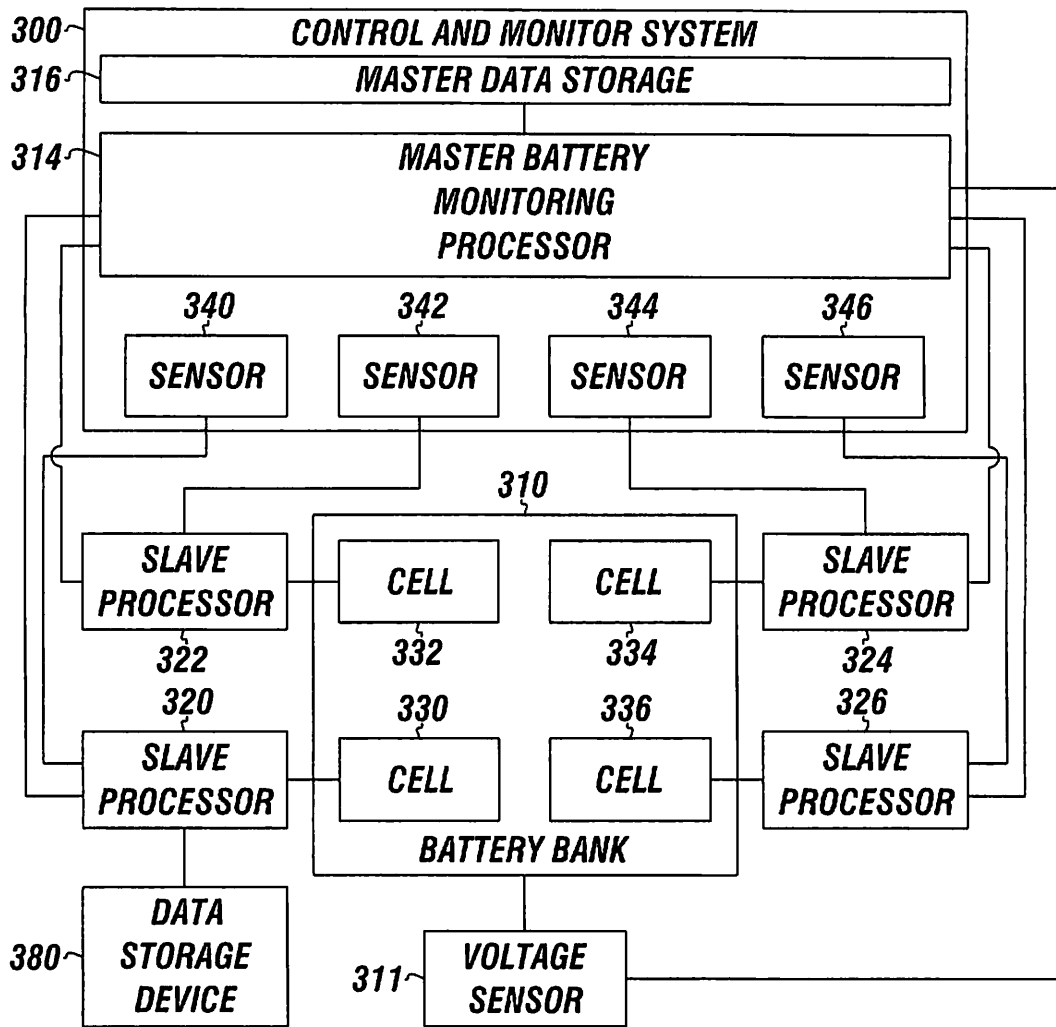 300
CONTROL AND MONITOR SYSTEM
316
MASTER DATA STORAGE
314
MASTER BATTERY
MONITORING
PROCESSOR
340
342
344
346
SENSOR
SENSOR
SENSOR
SENSOR
310
SLAVE
PROCESSOR
322
CELL
332
CELL
334
SLAVE
PROCESSOR
324
320
SLAVE
PROCESSOR
330
CELL
336
CELL
326
SLAVE
PROCESSOR
BATTERY BANK
380
DATA
STORAGE
DEVICE
311
VOLTAGE
SENSOR